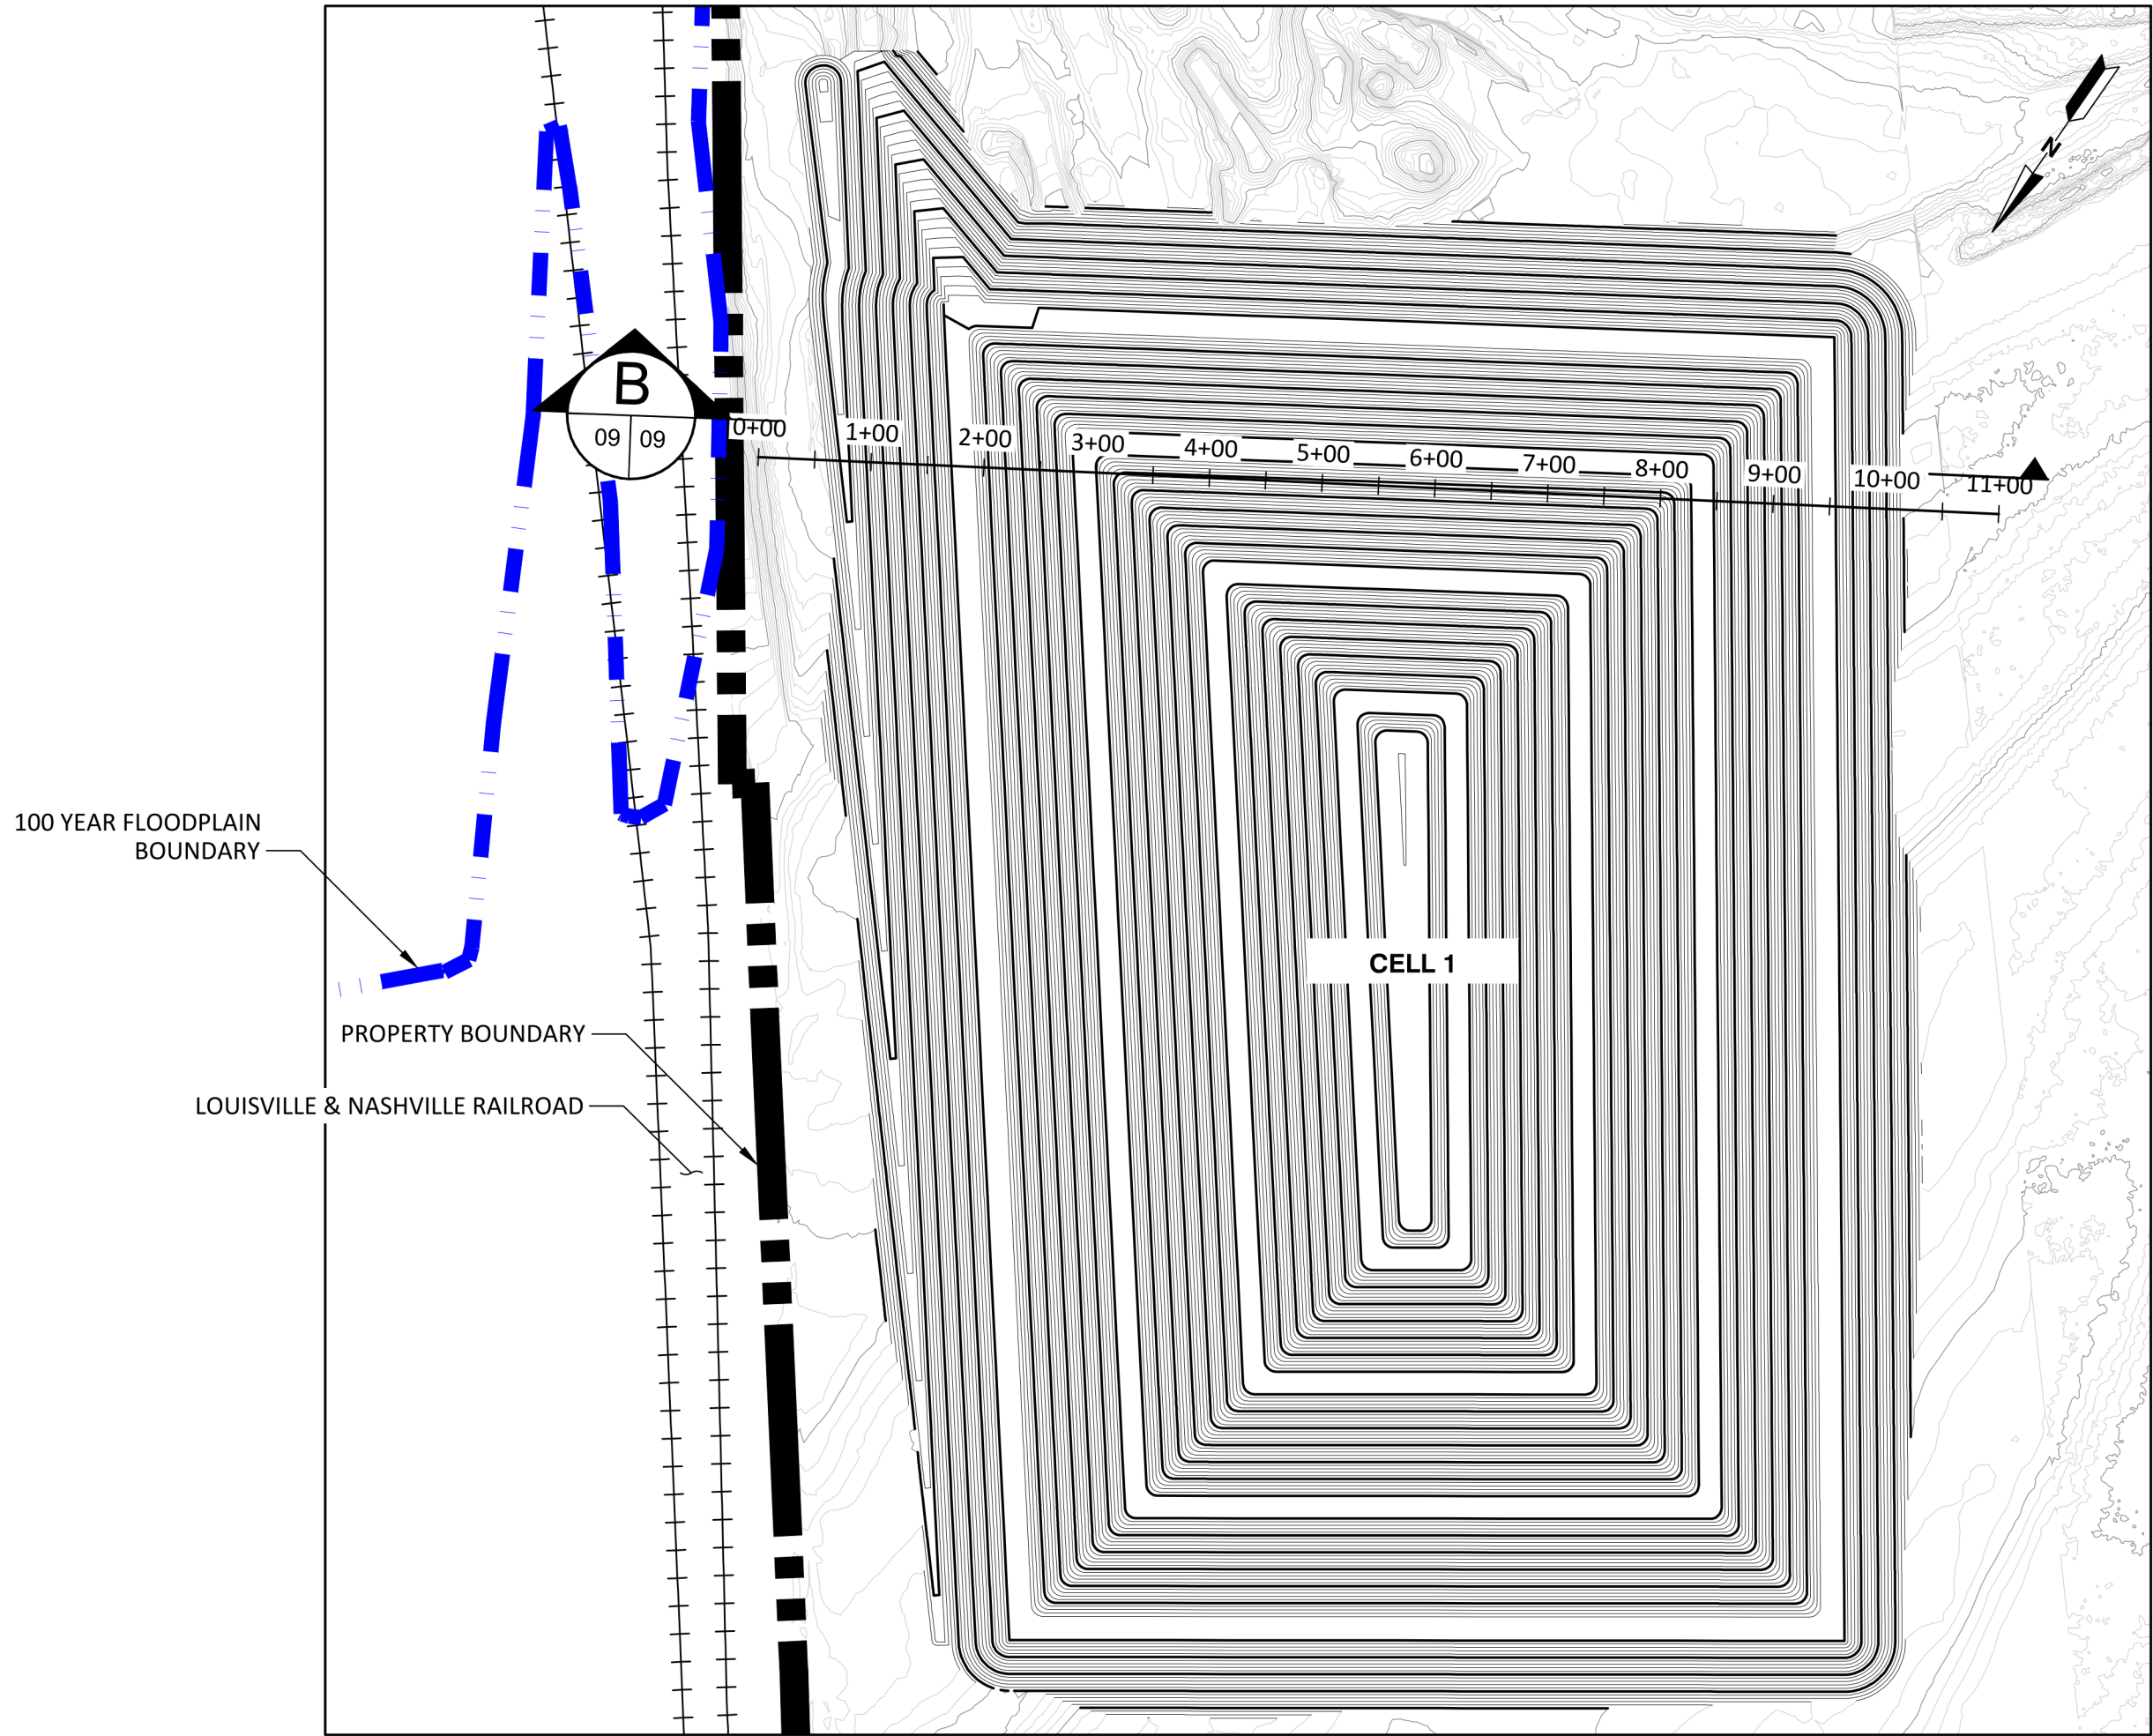 N
B
09 09
0+00
1+00
2+00
3+00
4+00
5+00
6+00
7+00
8+00
9+00
10+00
11+00
100 YEAR FLOODPLAIN
BOUNDARY
CELL 1
PROPERTY BOUNDARY
LOUISVILLE & NASHVILLE RAILROAD